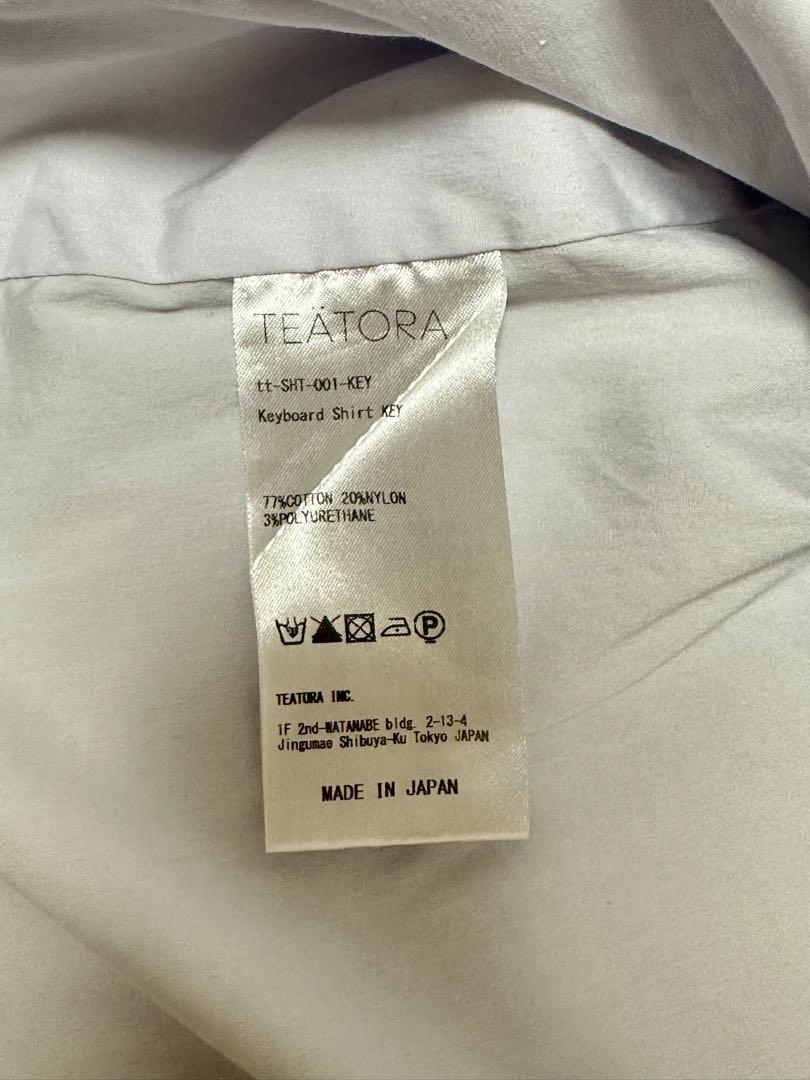 TEÄTORA
tt-SHT-001-KEY
Keyboard Shirt KEY
77%COTTON 20%NYLON
3%POLYURETHANE
P
TEATORA INC.
1F 2nd-WATANABE bldg. 2-13-4
Jingumae Shibuya-Ku Tokyo JAPAN
MADE IN JAPAN